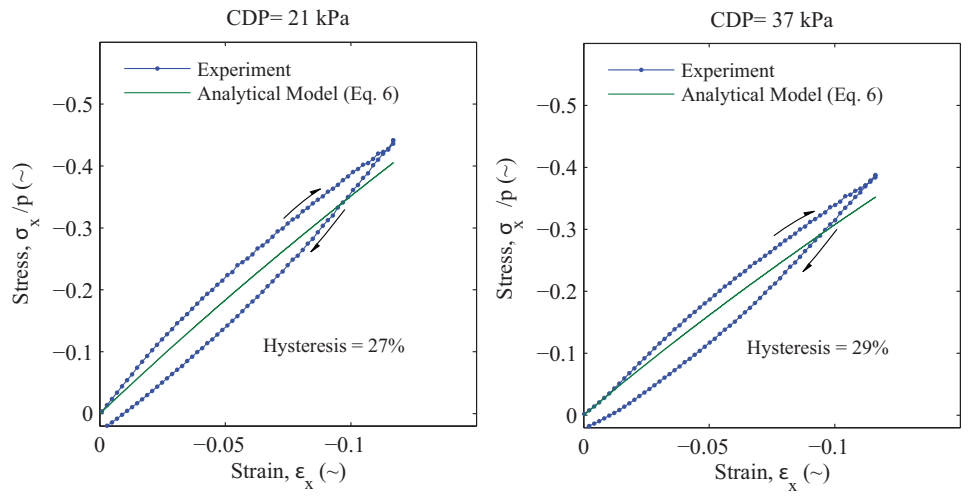 CDP= 21 kPa
Experiment
Analytical Model (Eq. 6)
−0.5
−0.4
−0.3
−0.2
−0.1
0
Stress, σx /p (~)
Hysteresis = 27%
0
−0.05
−0.1
Strain, εx (~)
CDP= 37 kPa
Experiment
Analytical Model (Eq. 6)
−0.5
−0.4
−0.3
−0.2
−0.1
0
Stress, σx /p (~)
Hysteresis = 29%
0
−0.05
−0.1
Strain, εx (~)